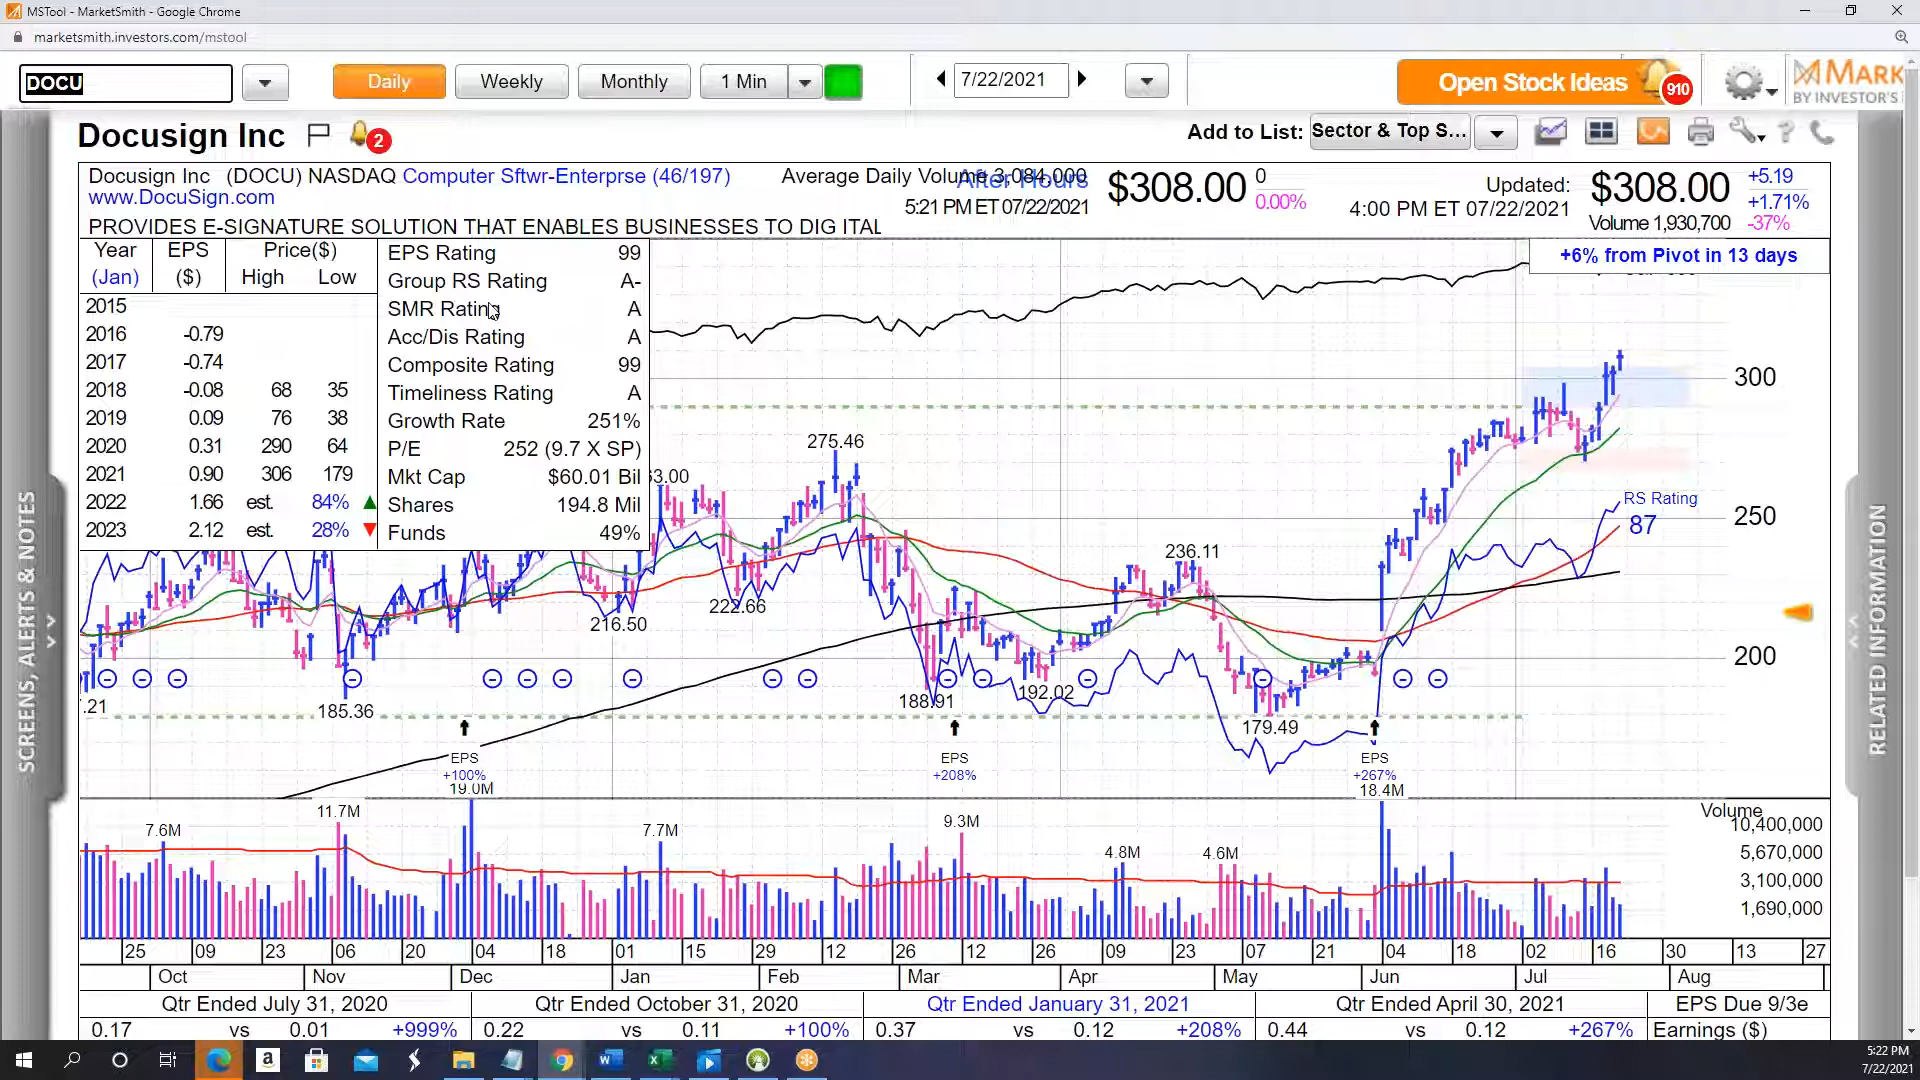 MSTool - MarketSmith - Google Chrome
marketsmith.investors.com/mstool
DOCU
Daily
Weekly
Monthly
1 Min
7/22/2021
Open Stock Ideas
910
MARK
BY INVESTOR'S
Docusign Inc
2
Add to List:
Sector & Top S...
?
Docusign Inc (DOCU) NASDAQ Computer Sftwr-Enterprse (46/197)
Average Daily Volume 3,084,000
After Hours
$308.00
0
0.00%
Updated:
$308.00
+5.19
www.DocuSign.com
5:21 PM ET 07/22/2021
4:00 PM ET 07/22/2021
+1.71%
PROVIDES E-SIGNATURE SOLUTION THAT ENABLES BUSINESSES TO DIG ITAL
Volume 1,930,700
-37%
Year EPS Price($)
(Jan) ($) High Low
2015
2016 -0.79
2017 -0.74
2018 -0.08 68 35
2019 0.09 76 38
2020 0.31 290 64
2021 0.90 306 179
2022 1.66 est. 84%
2023 2.12 est. 28%
EPS Rating 99
Group RS Rating A-
SMR Rating A
Acc/Dis Rating A
Composite Rating 99
Timeliness Rating A
Growth Rate 251%
P/E 252 (9.7 X SP)
Mkt Cap $60.01 Bil
Shares 194.8 Mil
Funds 49%
+6% from Pivot in 13 days
300
275.46
63.00
RS Rating
250
87
236.11
222.66
216.50
200
192.02
188.91
.21
185.36
179.49
EPS
+100%
EPS
+208%
EPS
+267%
19.0M
18.4M
11.7M
7.6M
7.7M
9.3M
4.8M
4.6M
Volume
10,400,000
5,670,000
3,100,000
1,690,000
25 09 23 06 20 04 18 01 15 29 12 26 12 26 09 23 07 21 04 18 02 16 30 13 27
Oct Nov Dec Jan Feb Mar Apr May Jun Jul Aug
Qtr Ended July 31, 2020 Qtr Ended October 31, 2020 Qtr Ended January 31, 2021 Qtr Ended April 30, 2021 EPS Due 9/3e
0.17 vs 0.01 +999% 0.22 vs 0.11 +100% 0.37 vs 0.12 +208% 0.44 vs 0.12 +267% Earnings ($)
SCREENS, ALERTS & NOTES
RELATED INFORMATION
5:22 PM
7/22/2021